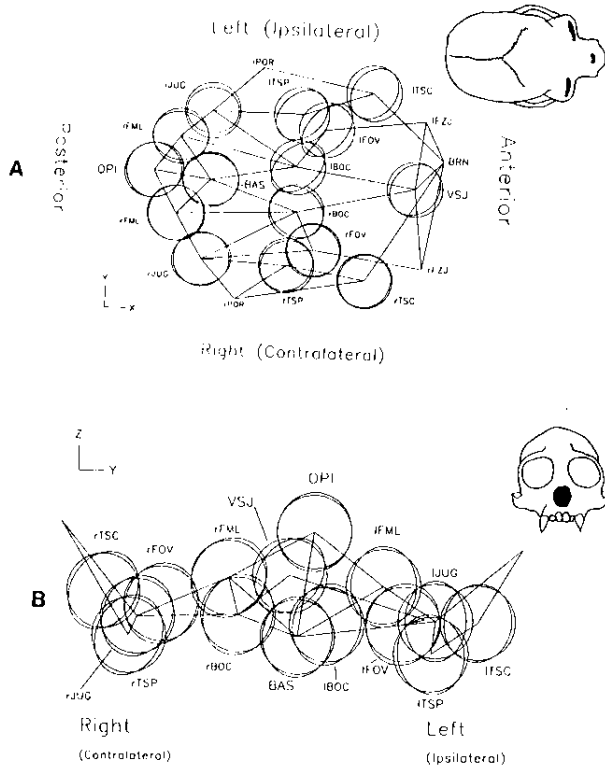 Left (Ipsilateral)
lPOR
lJUG
lTSP
lTSC
lFML
lFZJ
lFOV
Posterior
Anterior
A
OPI
BAS
lBOC
BRN
VSJ
rFML
rBOC
rFOV
rJUG
rFZJ
Y
X
rPOR
rTSP
rTSC
Right (Contralateral)
Z
Y
OPI
VSJ
rFML
lFML
rTSC
rFOV
lJUG
B
rBOC
BAS
lBOC
lFOV
lTSC
rJUG
rTSP
lTSP
Right
Left
(Contralateral)
(Ipsilateral)